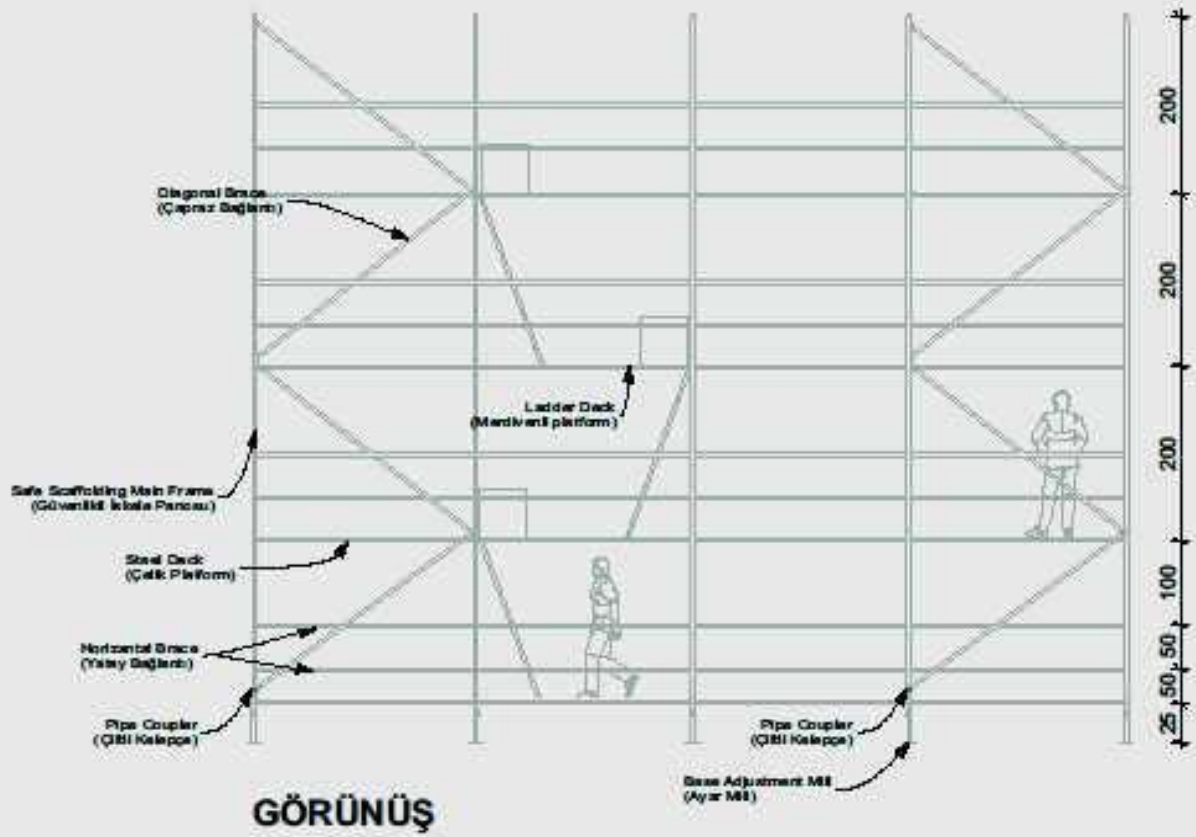 200
Diagonal Brace
(Çapraz Bağlantı)
200
Ladder Deck
(Merdivenli platform)
200
Safe Scaffolding Main Frame
(Güvenlikli İskele Panosu)
Steel Deck
(Çelik Platform)
100
Horizantal Brace
(Yatay Bağlantı)
50
50
Pipe Coupler
(Çiftli Kelepçe)
Pipe Coupler
(Çiftli Kelepçe)
25
Base Adjustment Mill
(Ayar Mili)
GÖRÜNÜŞ